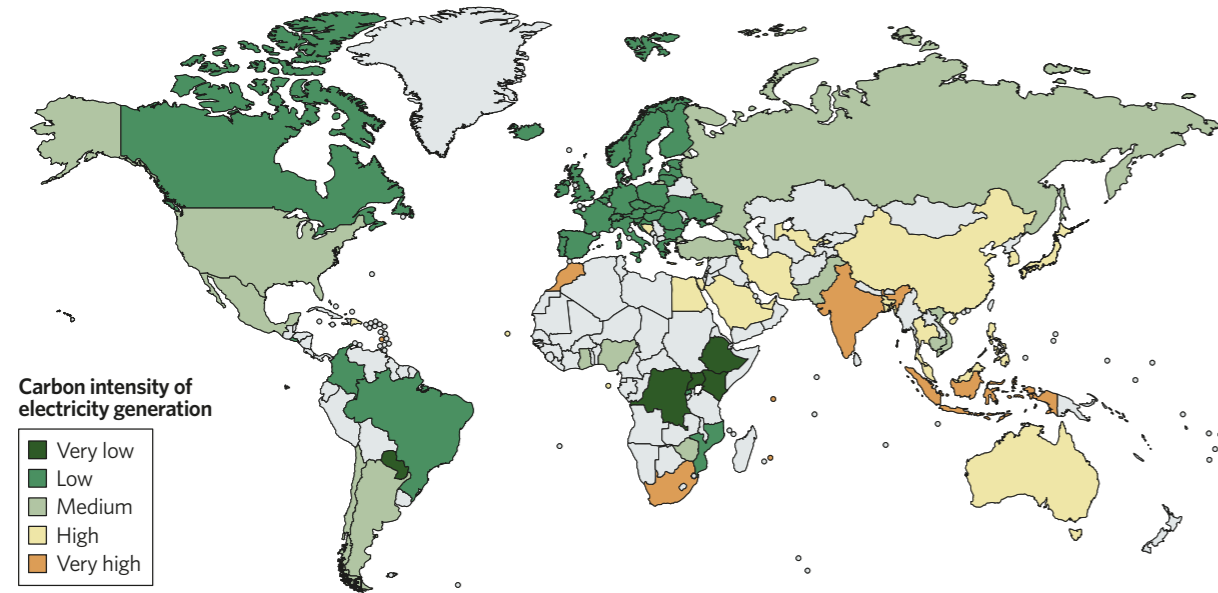 Carbon intensity of
electricity generation
Very low
Low
Medium
High
Very high